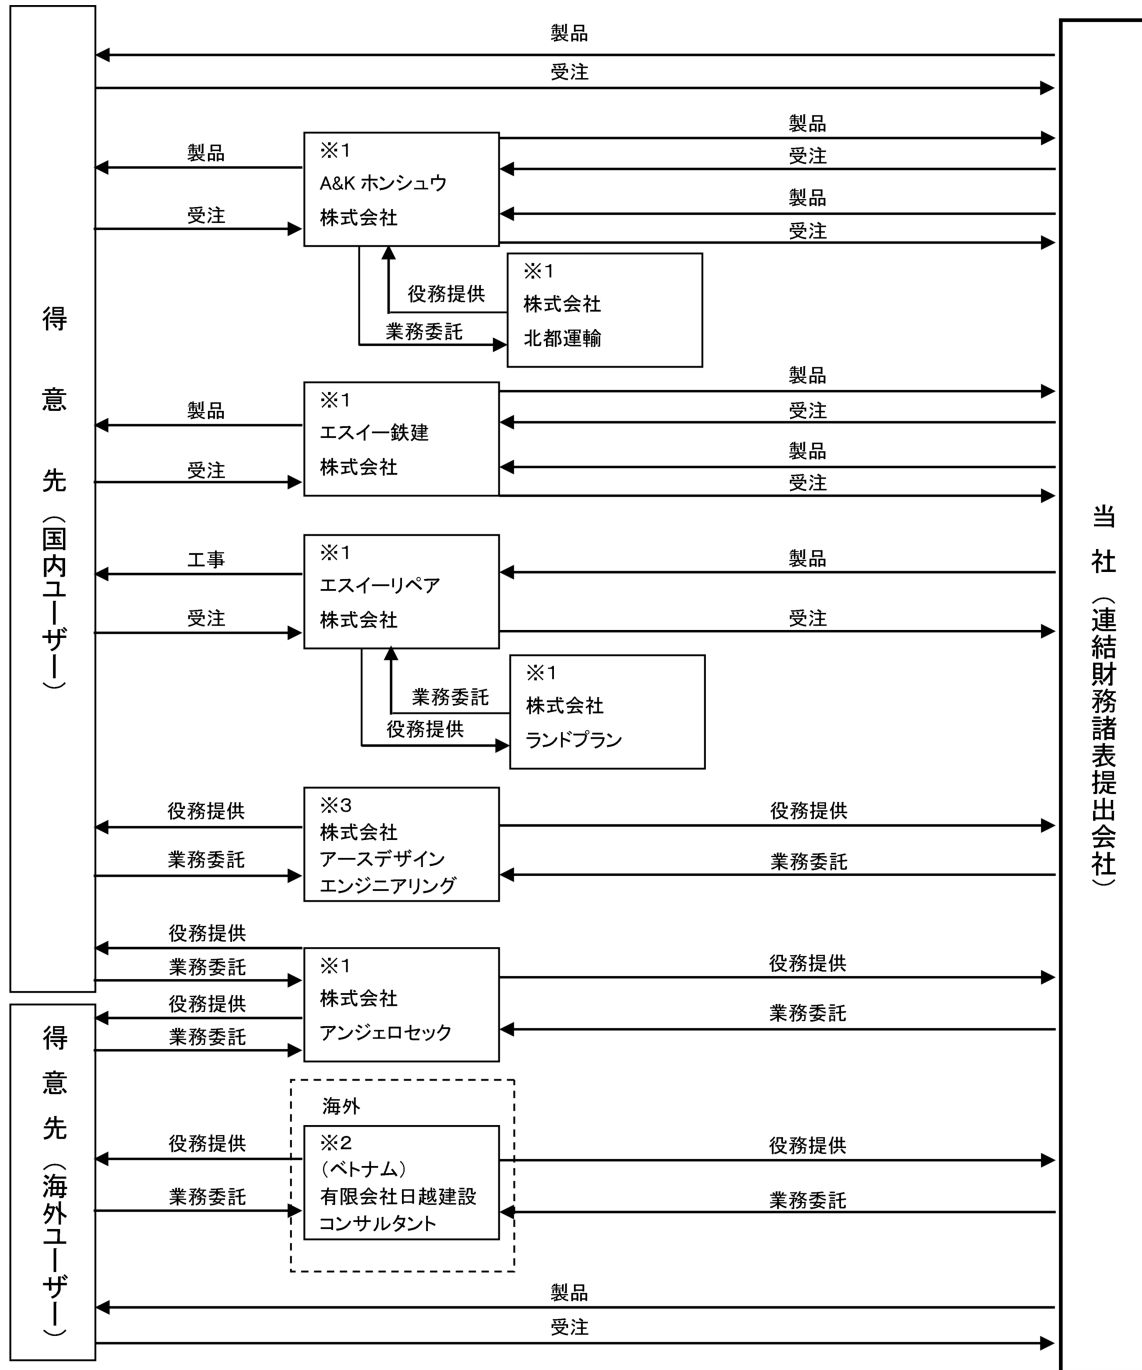 製品
受注
製品
受注
※1
A&K ホンシュウ
株式会社
製品
受注
製品
受注
役務提供
業務委託
※1
株式会社
北都運輸
製品
受注
※1
エスイー鉄建
株式会社
製品
受注
製品
受注
工事
受注
※1
エスイーリペア
株式会社
製品
受注
業務委託
役務提供
※1
株式会社
ランドプラン
役務提供
業務委託
※3
株式会社
アースデザイン
エンジニアリング
役務提供
業務委託
役務提供
業務委託
役務提供
業務委託
※1
株式会社
アンジェロセック
役務提供
業務委託
海外
役務提供
業務委託
※2
(ベトナム)
有限会社日越建設
コンサルタント
役務提供
業務委託
製品
受注
得意先(国内ユーザー)
得意先(海外ユーザー)
当社(連結財務諸表提出会社)